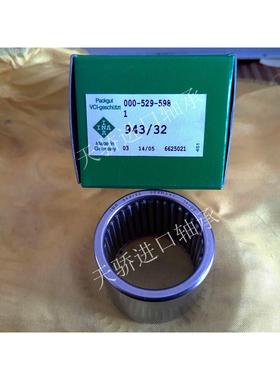 Packgut
VCI-geschützt
000-529-598
1
INA
943/32
Made in
Germany
03 14/05 6625021
天骄进口轴承
天骄进口轴承